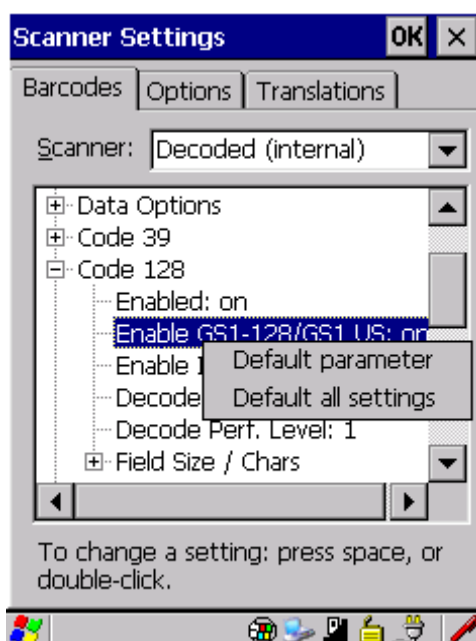 Scanner Settings OK ×
Barcodes Options Translations
Scanner: Decoded (internal)
Data Options
Code 39
Code 128
Enabled: on
Enable GS1-128/GS1 US: on
Enable
Default parameter
Decode
Default all settings
Decode Perf. Level: 1
Field Size / Chars
To change a setting: press space, or
double-click.